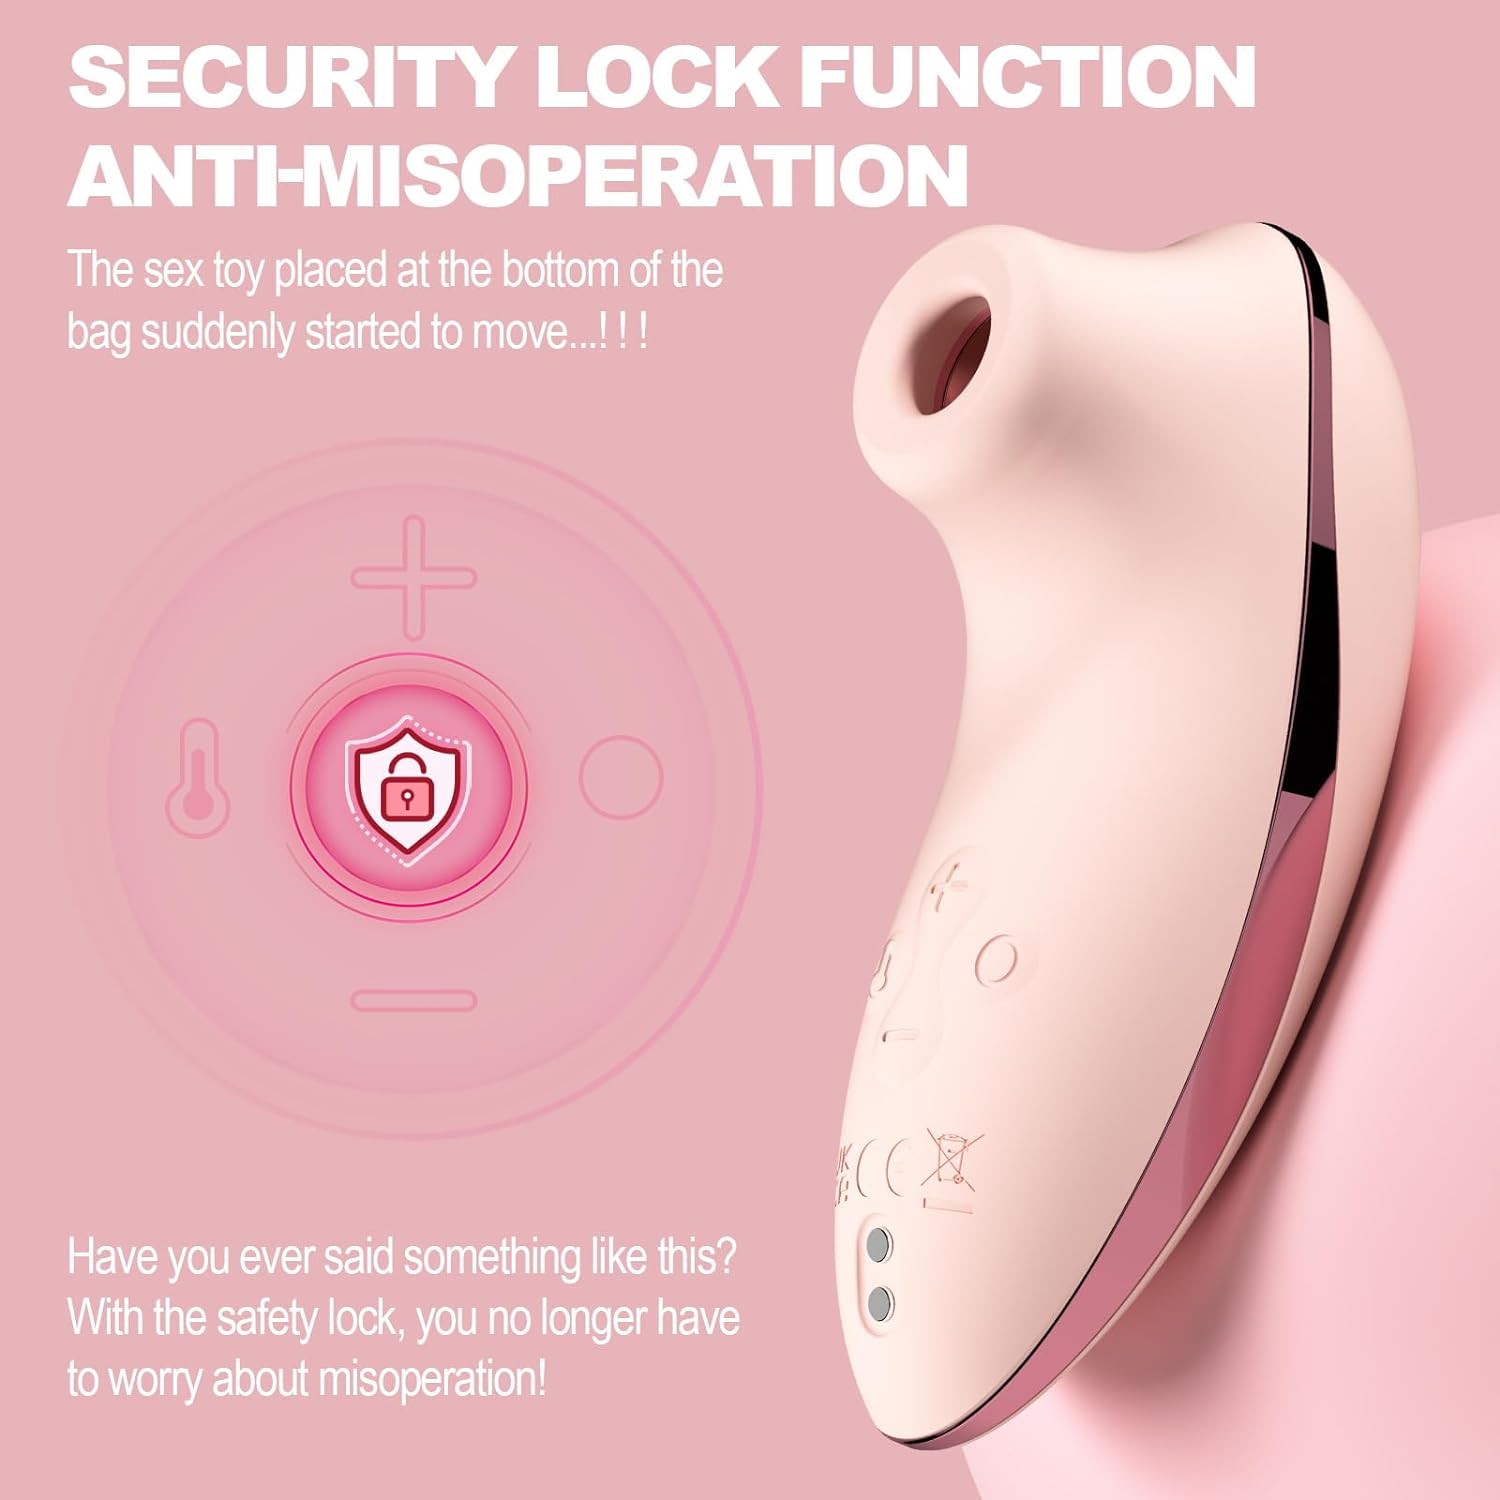 SECURITY LOCK FUNCTION
ANTI-MISOPERATION
The sex toy placed at the bottom of the
bag suddenly started to move...! ! !
Have you ever said something like this?
With the safety lock, you no longer have
to worry about misoperation!